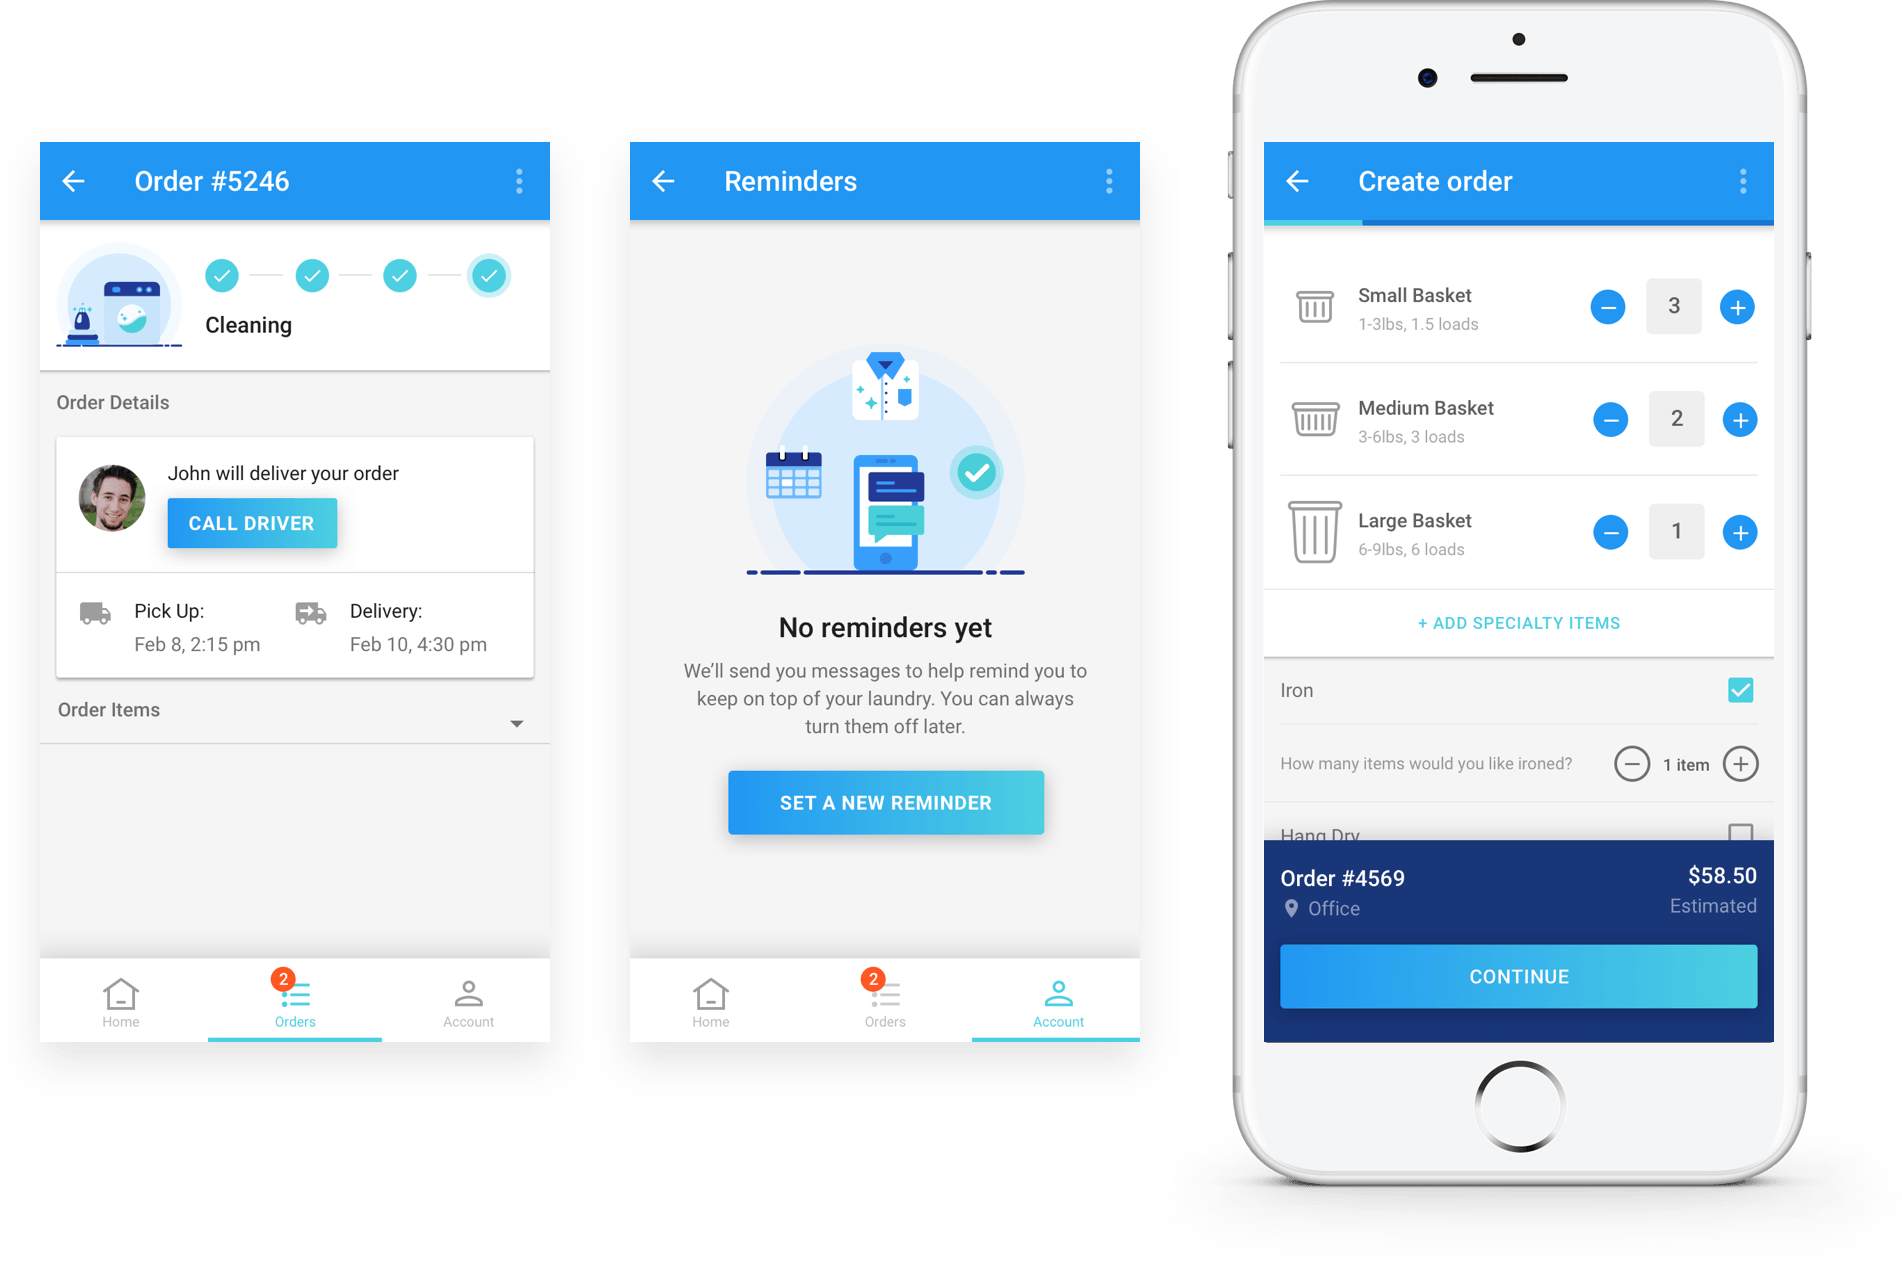 Order #5246
Cleaning
Order Details
John will deliver your order
CALL DRIVER
Pick Up:
Feb 8, 2:15 pm
Delivery:
Feb 10, 4:30 pm
Order Items
2
Home
Orders
Account
Reminders
No reminders yet
We’ll send you messages to help remind you to
keep on top of your laundry. You can always
turn them off later.
SET A NEW REMINDER
2
Home
Orders
Account
Create order
Small Basket
1-3lbs, 1.5 loads
3
Medium Basket
3-6lbs, 3 loads
2
Large Basket
6-9lbs, 6 loads
1
+ ADD SPECIALTY ITEMS
Iron
How many items would you like ironed?
1 item
Hang Dry
Order #4569
$58.50
Office
Estimated
CONTINUE